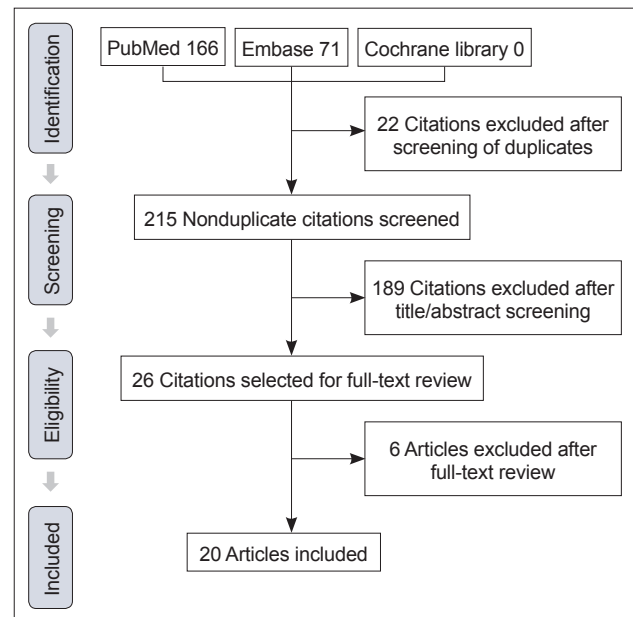 Identification
PubMed 166
Embase 71
Cochrane library 0
22 Citations excluded after
screening of duplicates
Screening
215 Nonduplicate citations screened
189 Citations excluded after
title/abstract screening
Eligibility
26 Citations selected for full-text review
6 Articles excluded after
full-text review
Included
20 Articles included